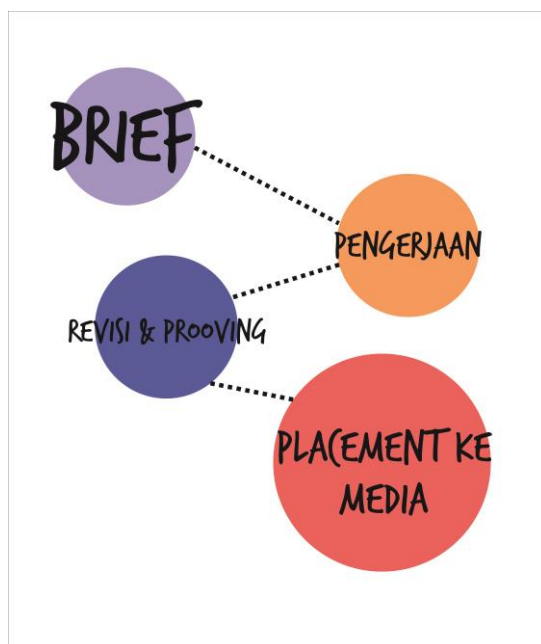 BRIEF
PENGERJAAN
REVISI & PROOVING
PLACEMENT KE
MEDIA